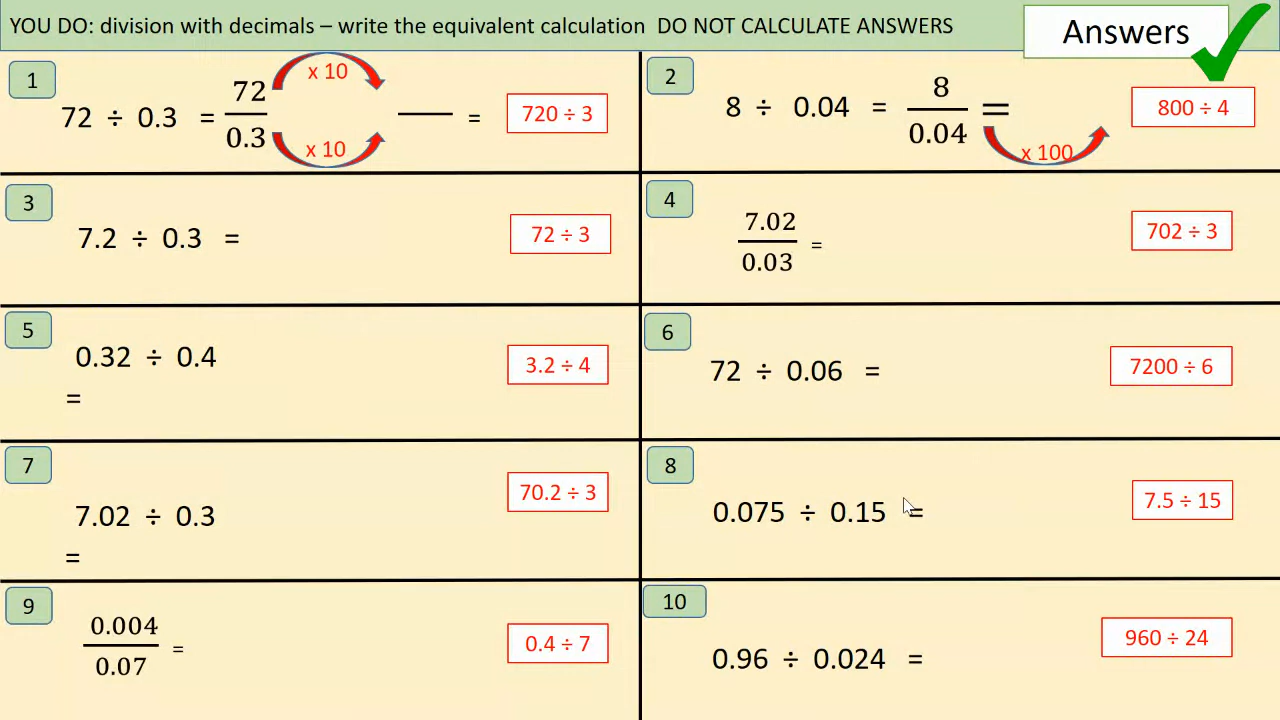 YOU DO: division with decimals – write the equivalent calculation DO NOT CALCULATE ANSWERS
Answers
1
72 ÷ 0.3 = 72/0.3 = 720 ÷ 3
x 10
x 10
2
8 ÷ 0.04 = 8/0.04 = 800 ÷ 4
x 100
3
7.2 ÷ 0.3 = 72 ÷ 3
4
7.02/0.03 = 702 ÷ 3
5
0.32 ÷ 0.4
= 3.2 ÷ 4
6
72 ÷ 0.06 = 7200 ÷ 6
7
7.02 ÷ 0.3
= 70.2 ÷ 3
8
0.075 ÷ 0.15 = 7.5 ÷ 15
9
0.004/0.07 = 0.4 ÷ 7
10
0.96 ÷ 0.024 = 960 ÷ 24